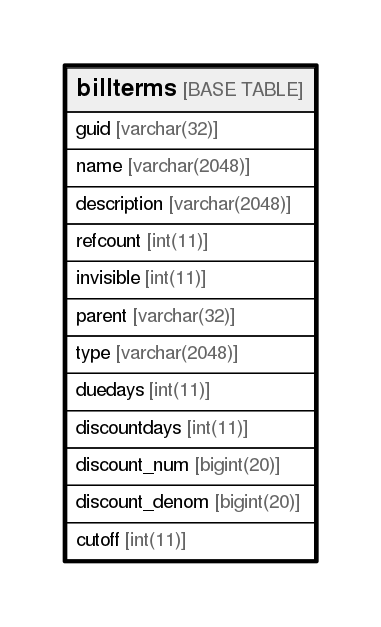 billterms [BASE TABLE]
guid [varchar(32)]
name [varchar(2048)]
description [varchar(2048)]
refcount [int(11)]
invisible [int(11)]
parent [varchar(32)]
type [varchar(2048)]
duedays [int(11)]
discountdays [int(11)]
discount_num [bigint(20)]
discount_denom [bigint(20)]
cutoff [int(11)]